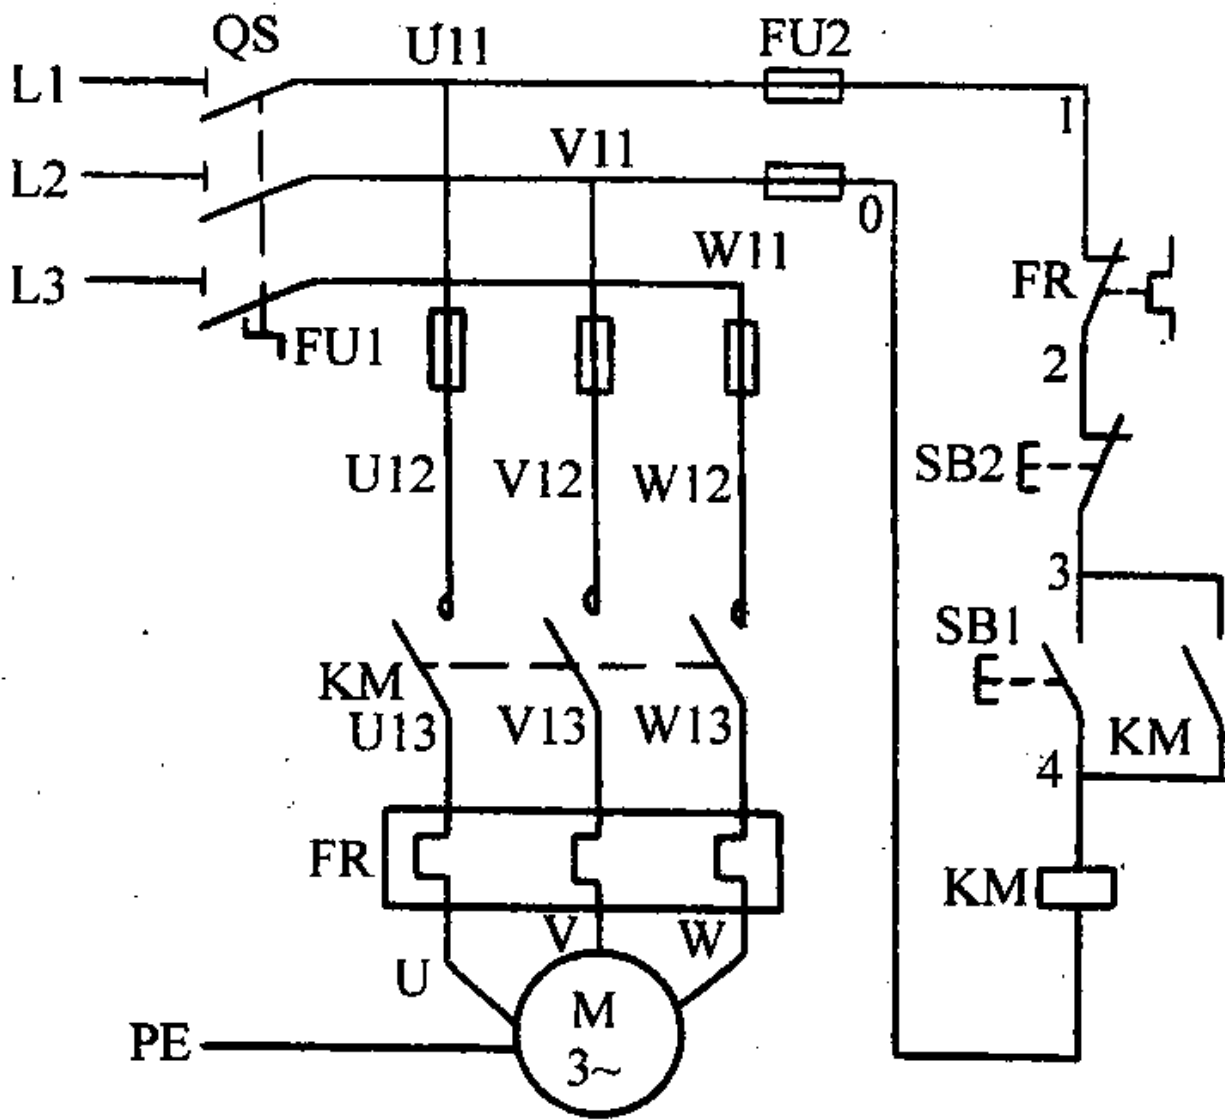 QS U11 FU2
L1 1
L2 V11 0
L3 W11 FR
FU1 2
U12 V12 W12 SB2
3
SB1
KM
U13 V13 W13 KM
4
FR KM
U V W
M
3~
PE